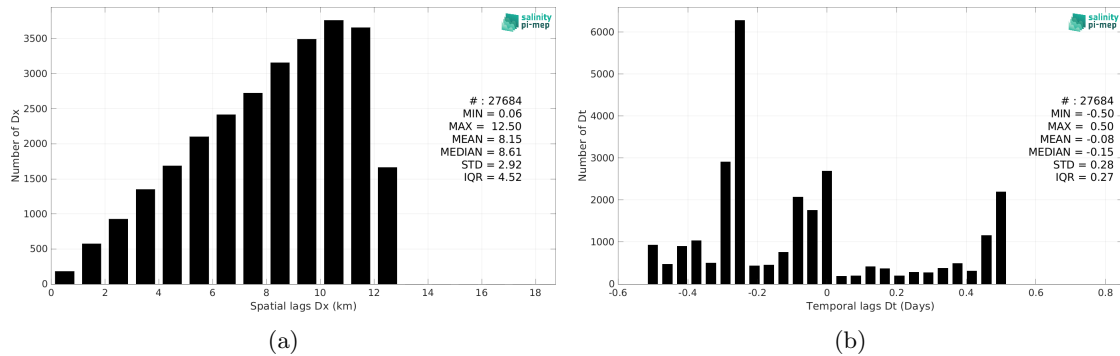 salinity
pi-mep
3500
3000
2500
2000
1500
1000
500
0
Number of Dx
# : 27684
MIN = 0.06
MAX = 12.50
MEAN = 8.15
MEDIAN = 8.61
STD = 2.92
IQR = 4.52
0 2 4 6 8 10 12 14 16 18
Spatial lags Dx (km)
(a)
salinity
pi-mep
6000
5000
4000
3000
2000
1000
0
Number of Dt
# : 27684
MIN = -0.50
MAX = 0.50
MEAN = -0.08
MEDIAN = -0.15
STD = 0.28
IQR = 0.27
-0.6 -0.4 -0.2 0 0.2 0.4 0.6 0.8
Temporal lags Dt (Days)
(b)